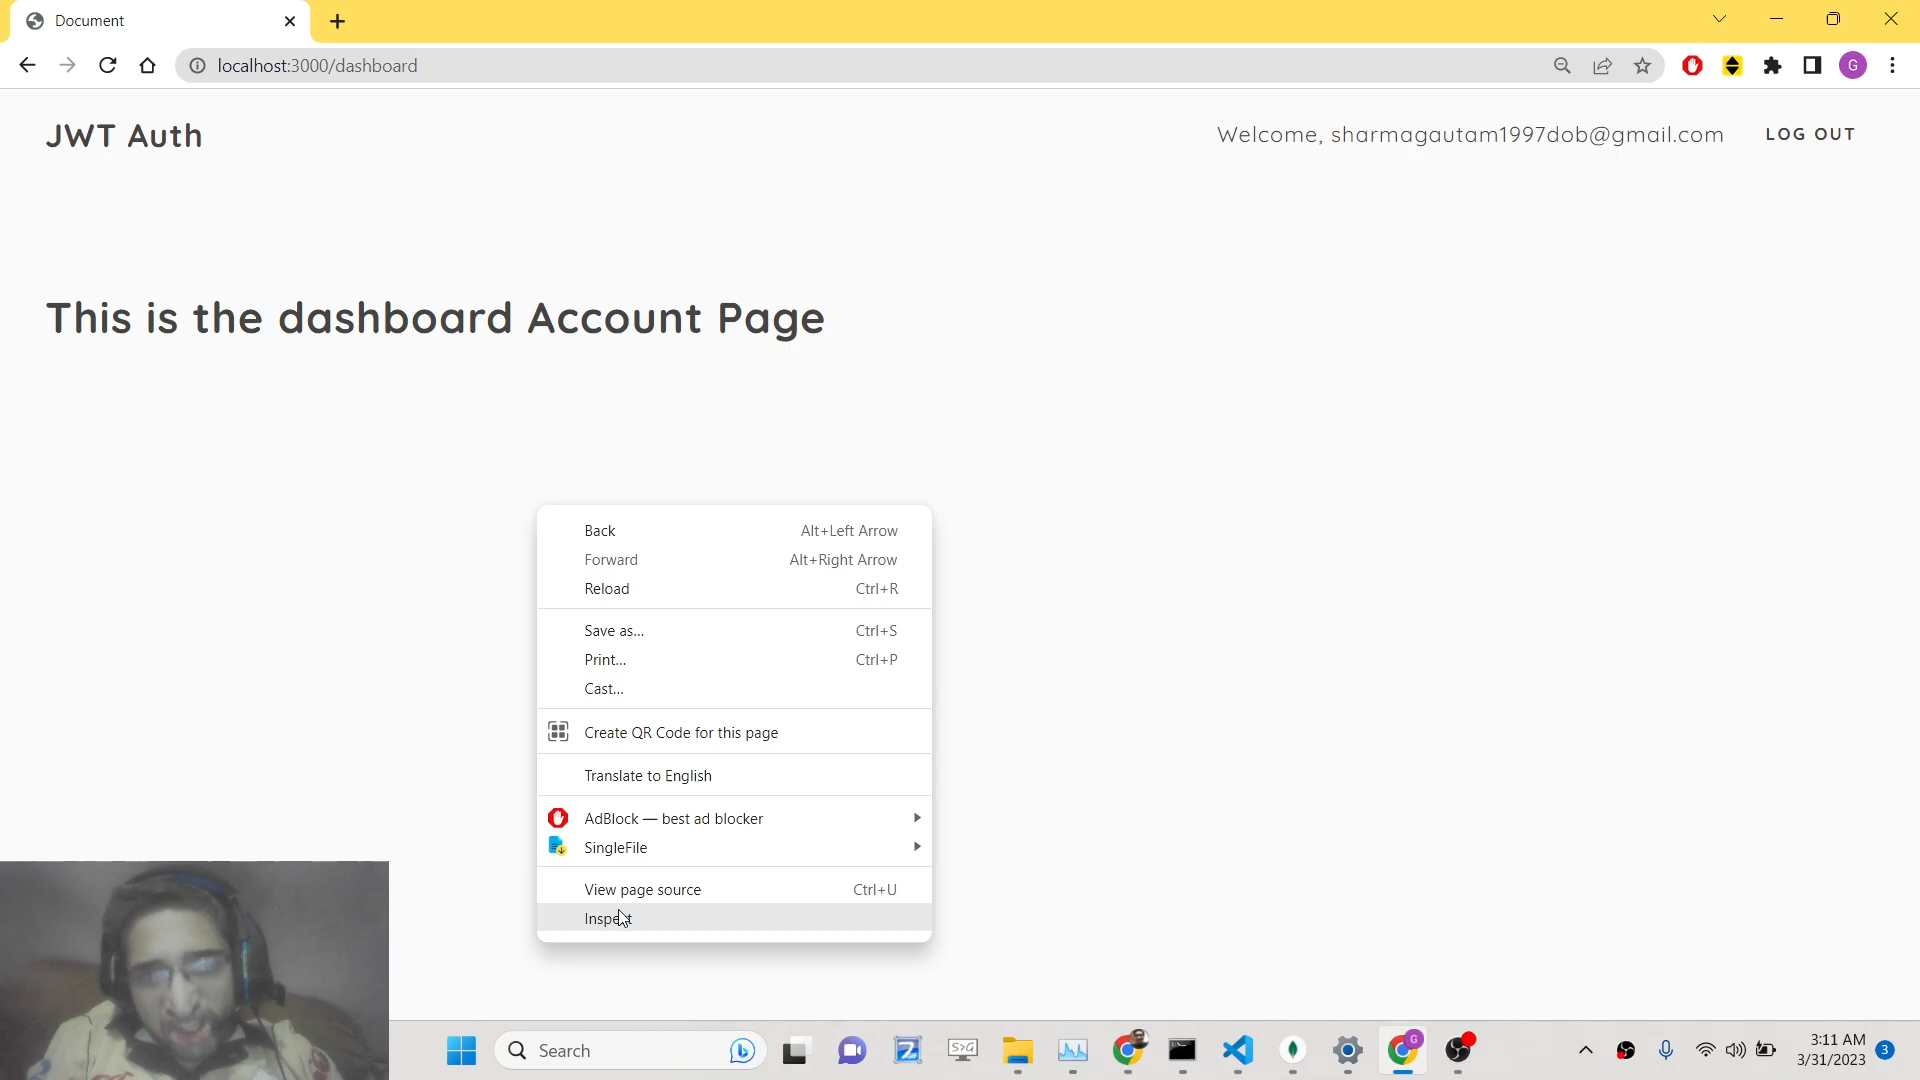 Document
localhost:3000/dashboard
G
JWT Auth
Welcome, sharmagautam1997dob@gmail.com
LOG OUT
This is the dashboard Account Page
Back Alt+Left Arrow
Forward Alt+Right Arrow
Reload Ctrl+R
Save as... Ctrl+S
Print... Ctrl+P
Cast...
Create QR Code for this page
Translate to English
AdBlock — best ad blocker
SingleFile
View page source Ctrl+U
Inspect
Search
S>G
G
3:11 AM
3/31/2023
3